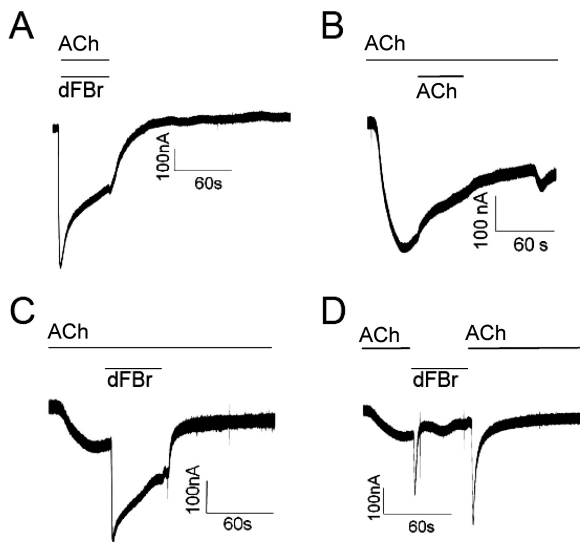 A
ACh
dFBr
100nA
60s
B
ACh
ACh
100 nA
60 s
C
ACh
dFBr
100nA
60s
D
ACh
ACh
dFBr
100nA
60s